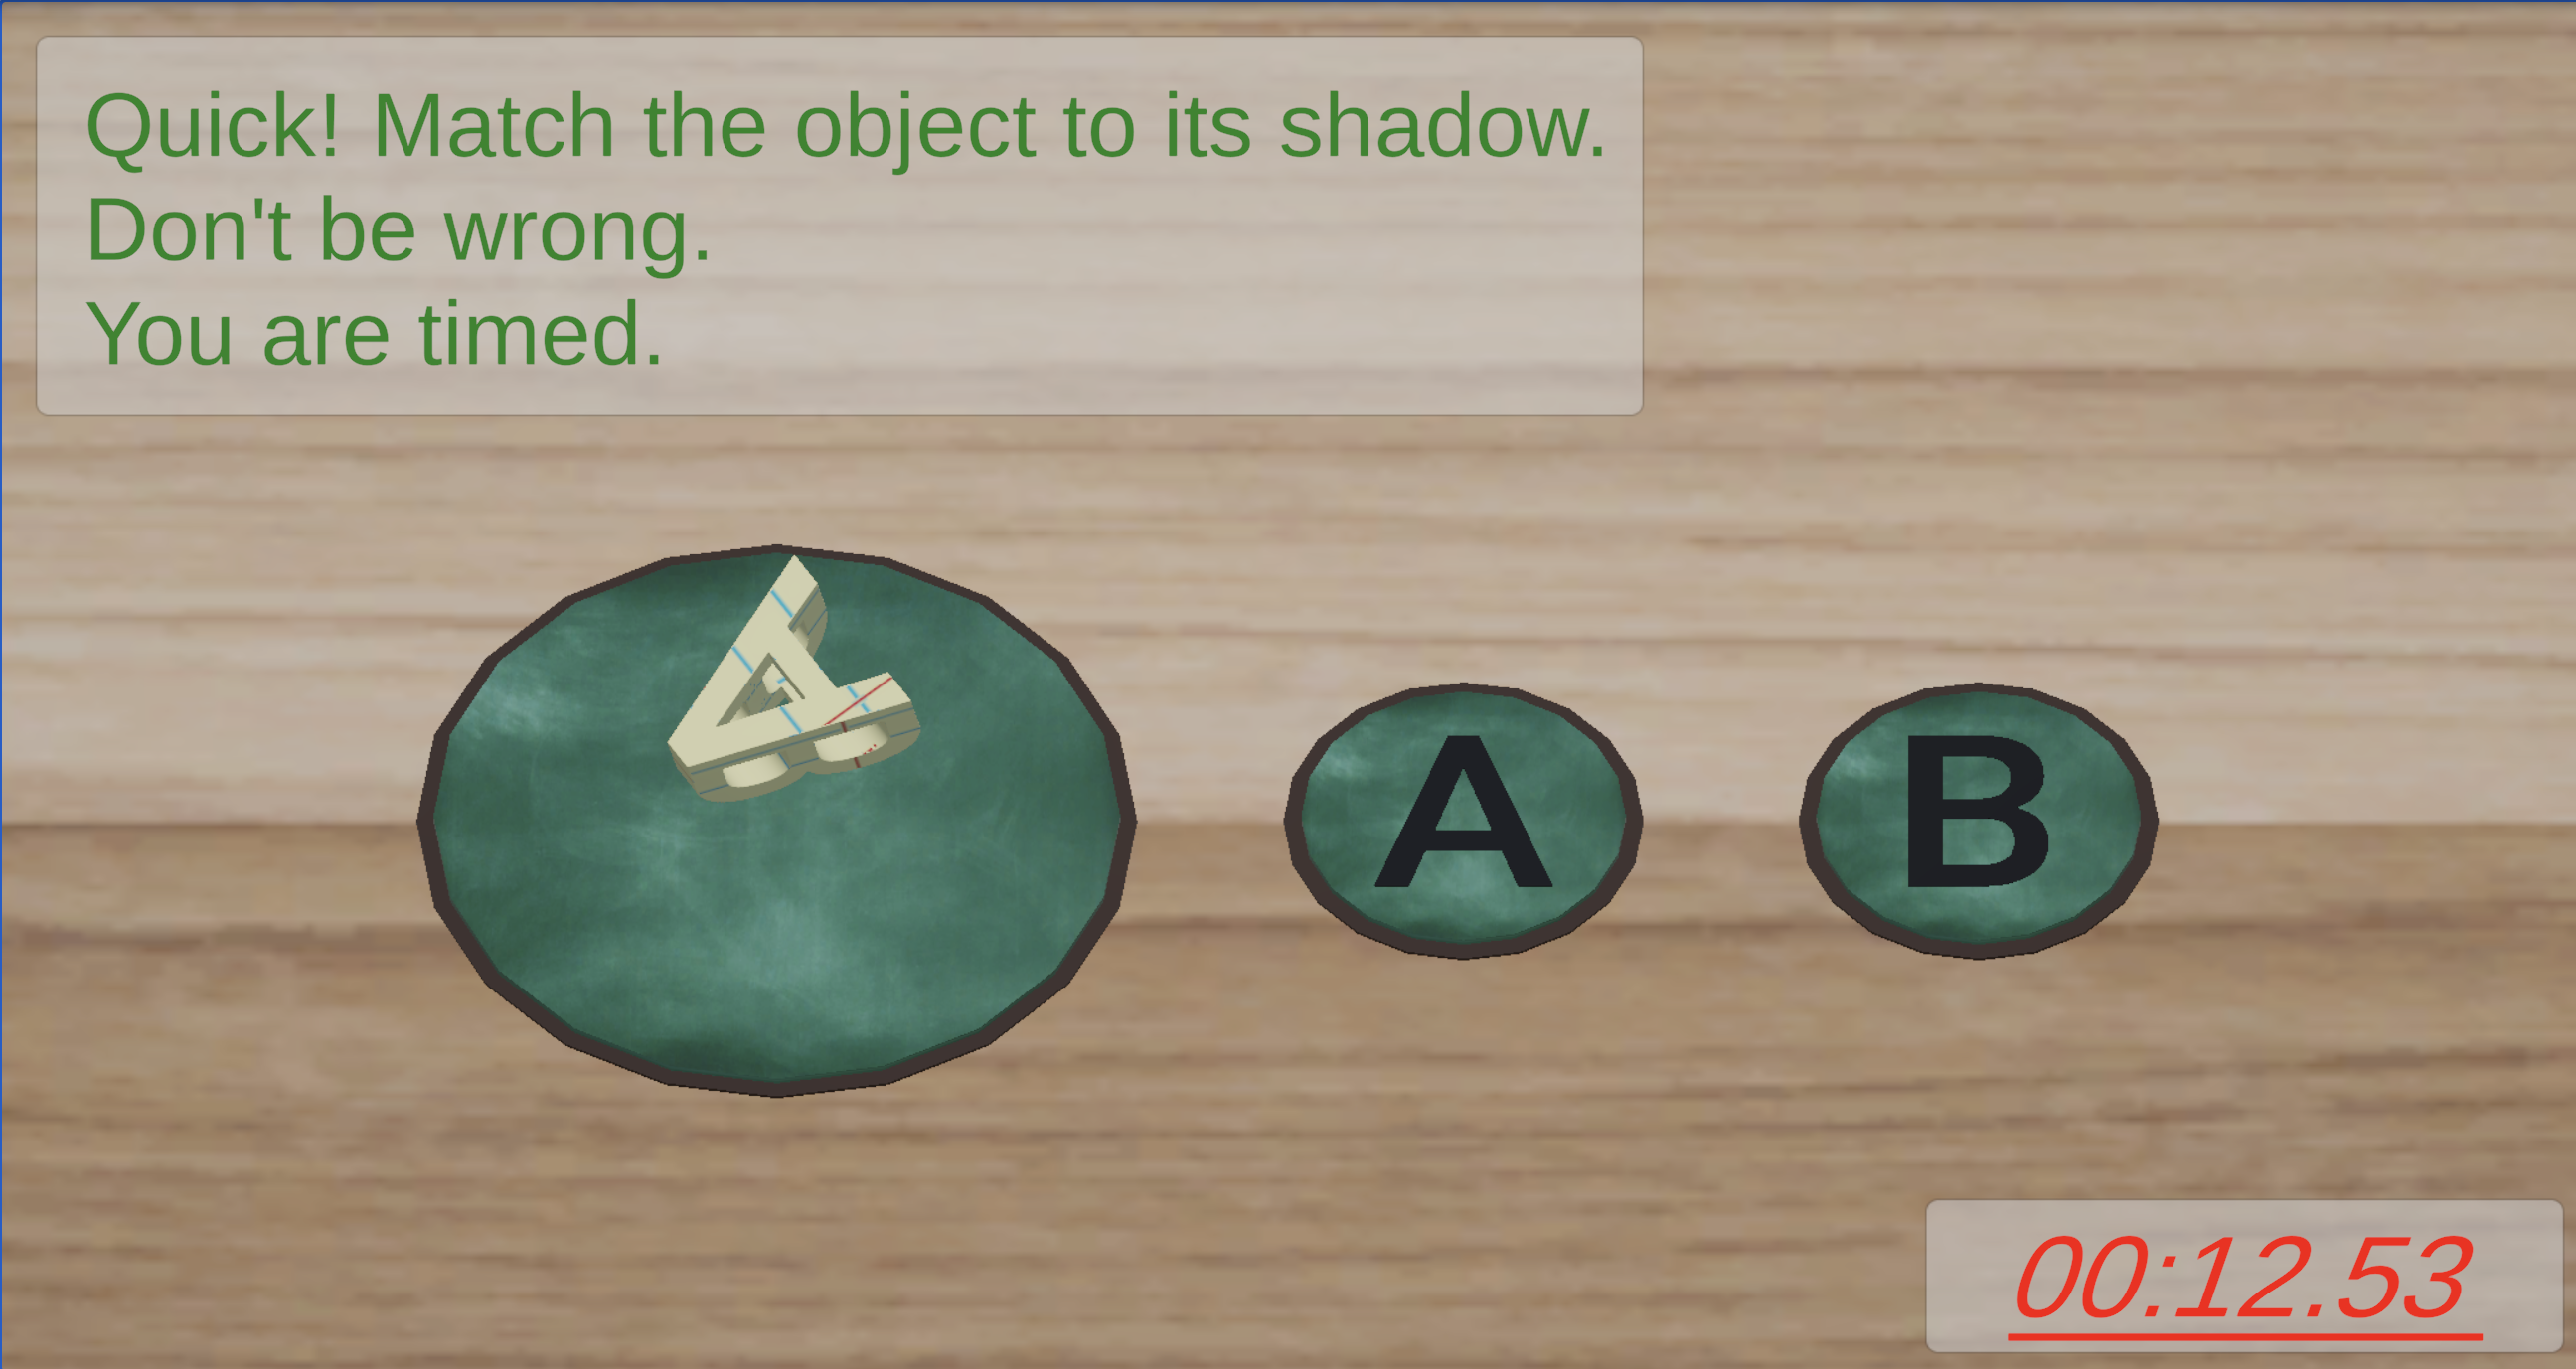 Quick! Match the object to its shadow.
Don't be wrong.
You are timed.
A
A B
00:12.53